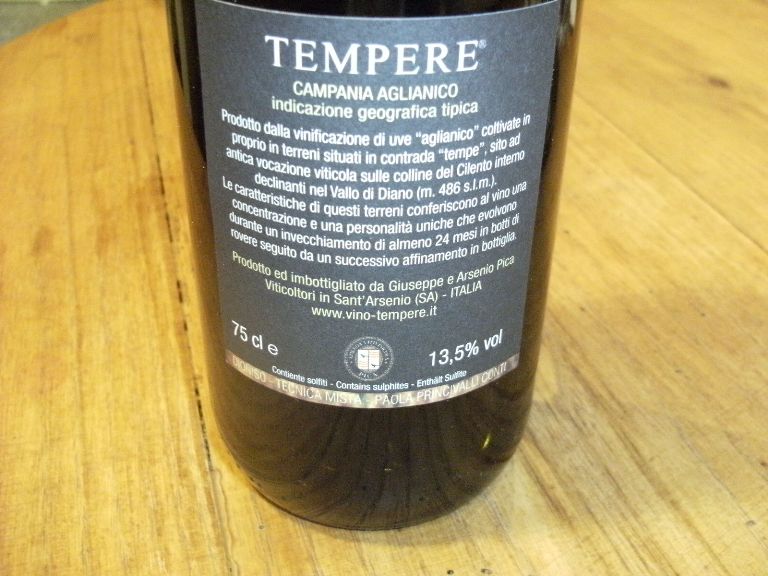 TEMPERE®
CAMPANIA AGLIANICO
indicazione geografica tipica
Prodotto dalla vinificazione di uve "aglianico" coltivate in
proprio in terreni situati in contrada "tempe", sito ad
antica vocazione viticola sulle colline del Cilento interno
declinanti nel Vallo di Diano (m. 486 s.l.m.).
Le caratteristiche di questi terreni conferiscono al vino una
concentrazione e una personalità uniche che evolvono
durante un invecchiamento di almeno 24 mesi in botti di
rovere seguito da un successivo affinamento in bottiglia.
Prodotto ed imbottigliato da Giuseppe e Arsenio Pica
Viticoltori in Sant'Arsenio (SA) - ITALIA
www.vino-tempere.it
75 cl e
13,5% vol
PICA
Contiente solfiti - Contains sulphites - Enthält Sulfite
DIONISO - TECNICA MISTA - PAOLA PRINCIVALLI CONTI